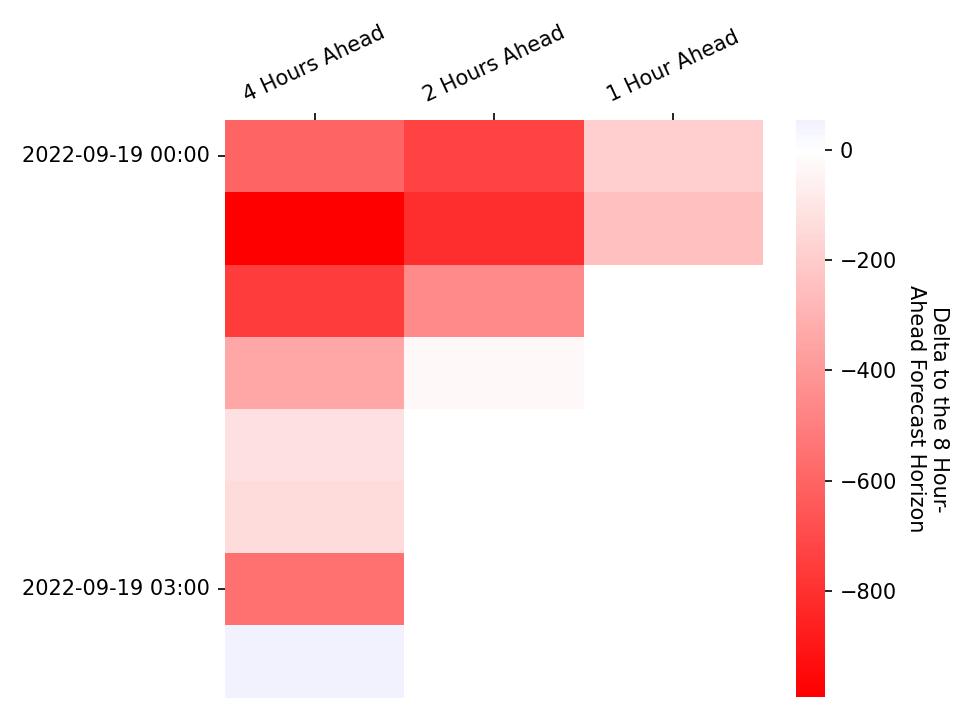 4 Hours Ahead
2 Hours Ahead
1 Hour Ahead
2022-09-19 00:00
2022-09-19 03:00
0
−200
−400
−600
−800
Delta to the 8 Hour-
Ahead Forecast Horizon